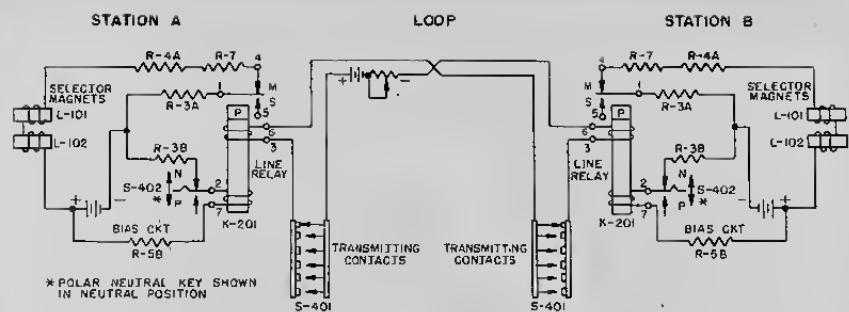 STATION A
LOOP
STATION B
R-4A
R-7
4
SELECTOR
MAGNETS
L-101
L-102
R-3A
1
M
S
5
P
6
3
R-3B
N
S-402
*
P
2
7
LINE
RELAY
K-201
+
-
BIAS CKT
R-5B
* POLAR NEUTRAL KEY SHOWN
IN NEUTRAL POSITION
+
-
TRANSMITTING
CONTACTS
S-401
TRANSMITTING
CONTACTS
S-401
4
R-7
R-4A
M
S
5
1
R-3A
SELECTOR
MAGNETS
L-101
L-102
P
6
3
LINE
RELAY
K-201
R-3B
N
S-402
P
*
2
7
-
+
BIAS CKT
R-5B